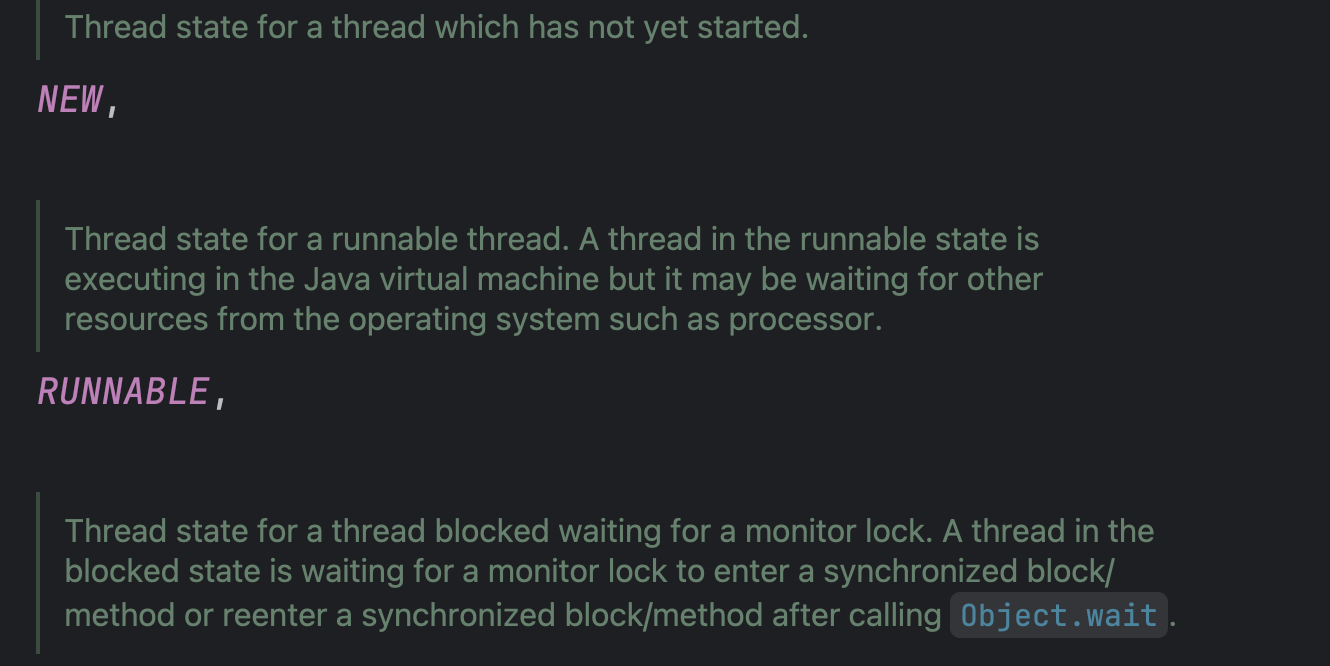 Thread state for a thread which has not yet started.
NEW,
Thread state for a runnable thread. A thread in the runnable state is
executing in the Java virtual machine but it may be waiting for other
resources from the operating system such as processor.
RUNNABLE,
Thread state for a thread blocked waiting for a monitor lock. A thread in the
blocked state is waiting for a monitor lock to enter a synchronized block/
method or reenter a synchronized block/method after calling Object.wait.